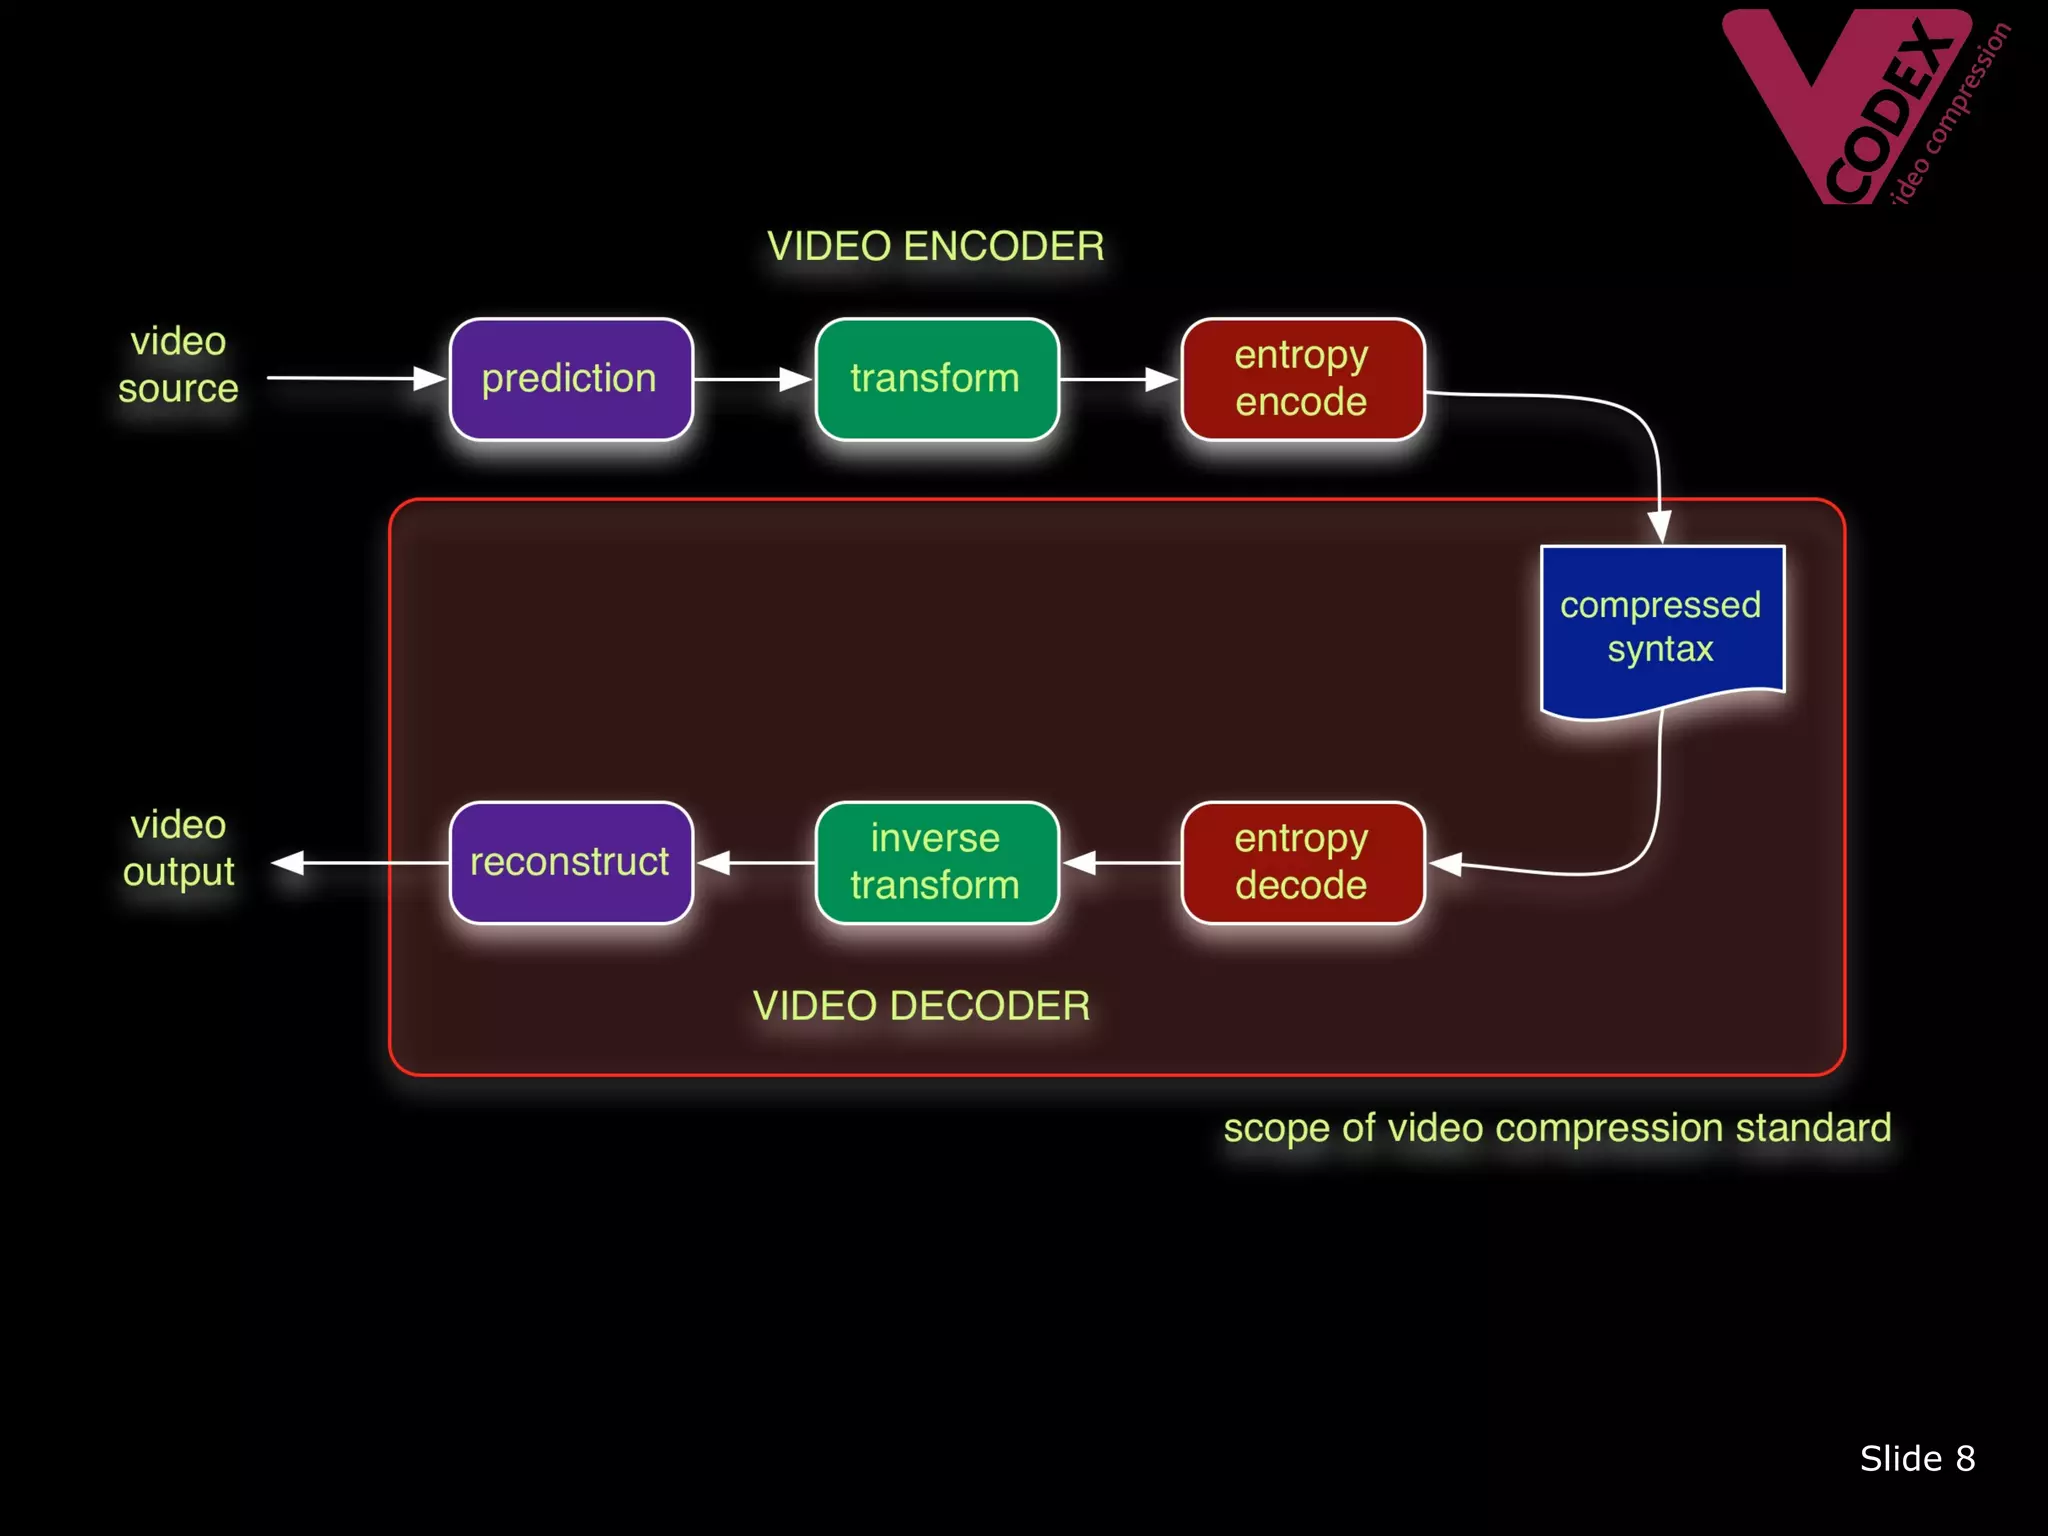 CODEX
video compression
VIDEO ENCODER
video
source
prediction
transform
entropy
encode
compressed
syntax
video
output
reconstruct
inverse
transform
entropy
decode
VIDEO DECODER
scope of video compression standard
Slide 8